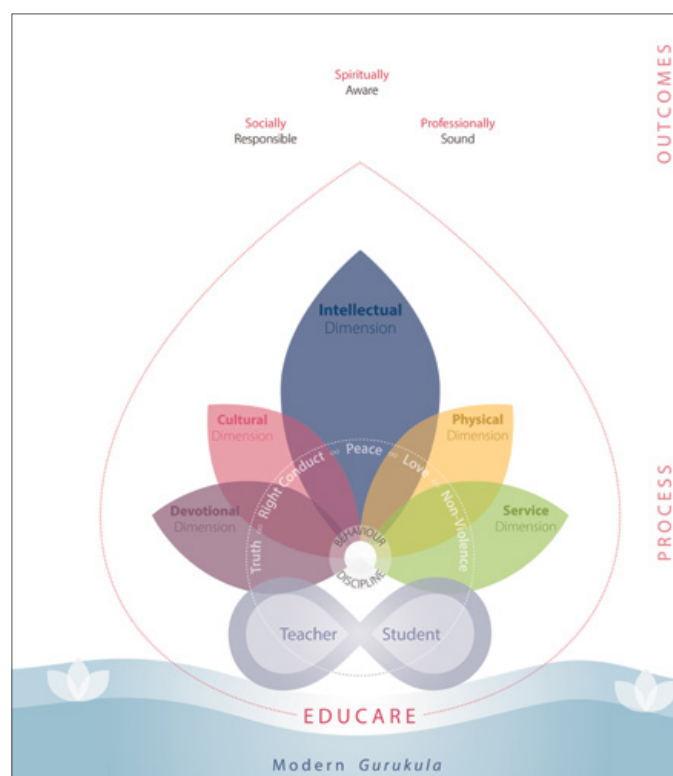 OUTCOMES
Spiritually
Aware
Socially
Responsible
Professionally
Sound
Intellectual
Dimension
Cultural
Dimension
Physical
Dimension
Devotional
Dimension
Service
Dimension
Truth ∞ Right Conduct ∞ Peace ∞ Love ∞ Non-Violence
BEHAVIOUR
DISCIPLINE
PROCESS
Teacher
Student
EDUCARE
Modern Gurukula